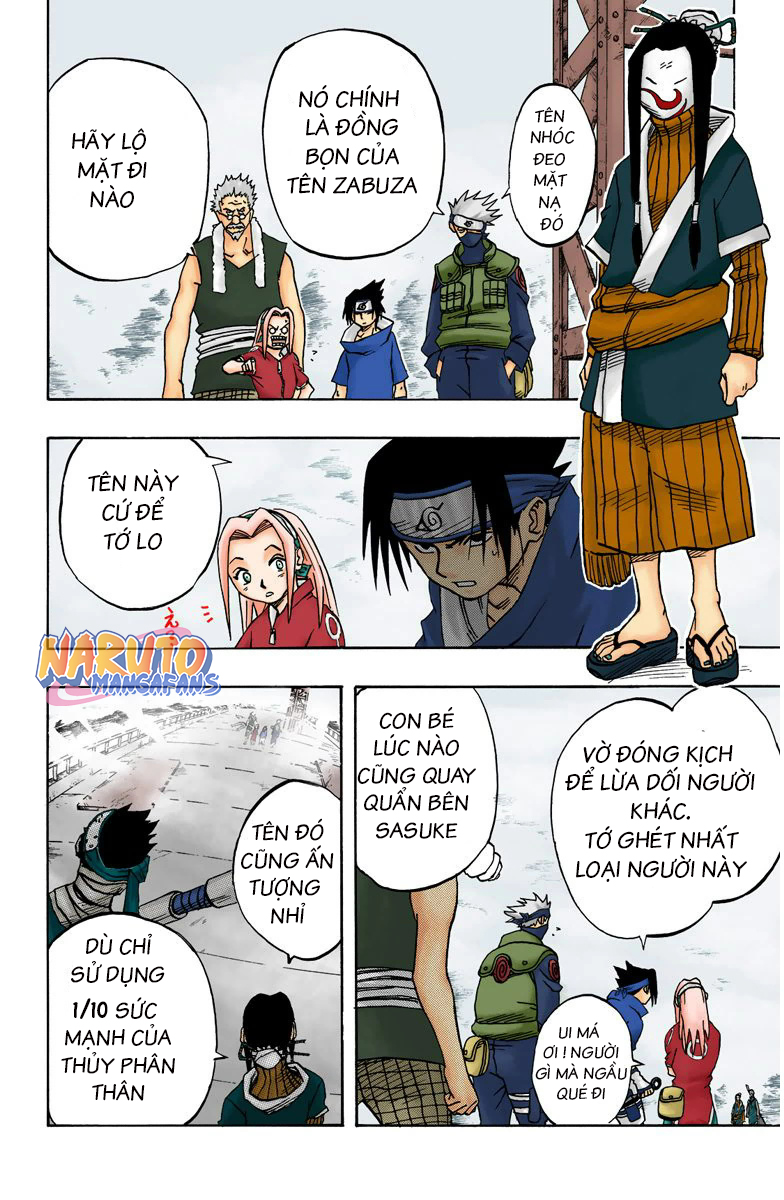 TÊN
NHÓC
ĐEO
MẶT
NẠ
ĐÓ
NÓ CHÍNH
LÀ ĐỒNG
BỌN CỦA
TÊN ZABUZA
HÃY LỘ
MẶT ĐI
NÀO
TÊN NÀY
CỨ ĐỂ
TỚ LO
え
NARUTO
MANGAFANS
VỜ ĐÓNG KỊCH
ĐỂ LỪA DỐI NGƯỜI
KHÁC.
TỚ GHÉT NHẤT
LOẠI NGƯỜI NÀY
CON BÉ
LÚC NÀO
CŨNG QUAY
QUẨN BÊN
SASUKE
UI MÁ
ƠI ! NGƯỜI
GÌ MÀ NGẦU
QUÉ ĐI
TÊN ĐÓ
CŨNG ẤN
TƯỢNG
NHỈ
DÙ CHỈ
SỬ DỤNG
1/10 SỨC
MẠNH CỦA
THỦY PHÂN
THÂN